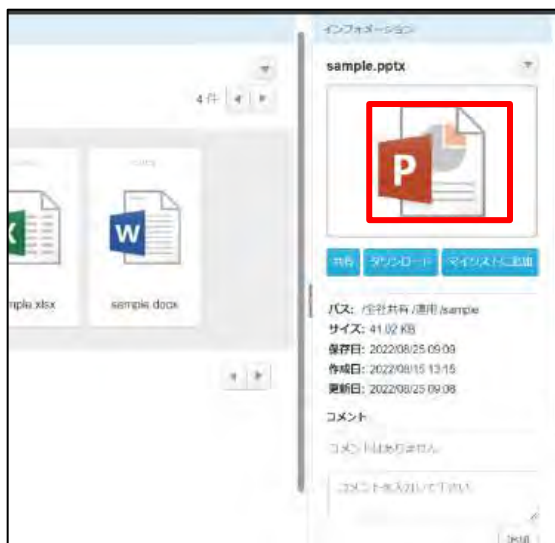 インフォメーション
sample.pptx
4 件
P
X
W
共有 ダウンロード マイリストに追加
mple.xlsx
sample.docx
パス: /全社共有 /運用 /sample
サイズ: 41.02 KB
保存日: 2022/08/25 09:09
作成日: 2022/08/15 13:15
更新日: 2022/08/25 09:08
コメント
コメントはありません
コメントを入力して下さい